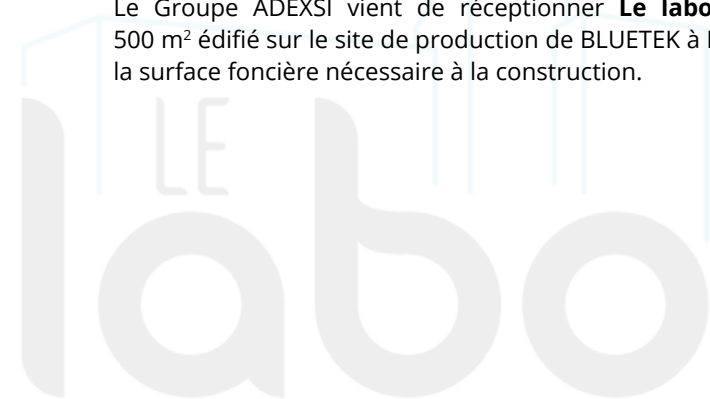 Le Groupe ADEXSI vient de réceptionner Le labo
500 m² édifié sur le site de production de BLUETEK à
la surface foncière nécessaire à la construction.
LE
labo